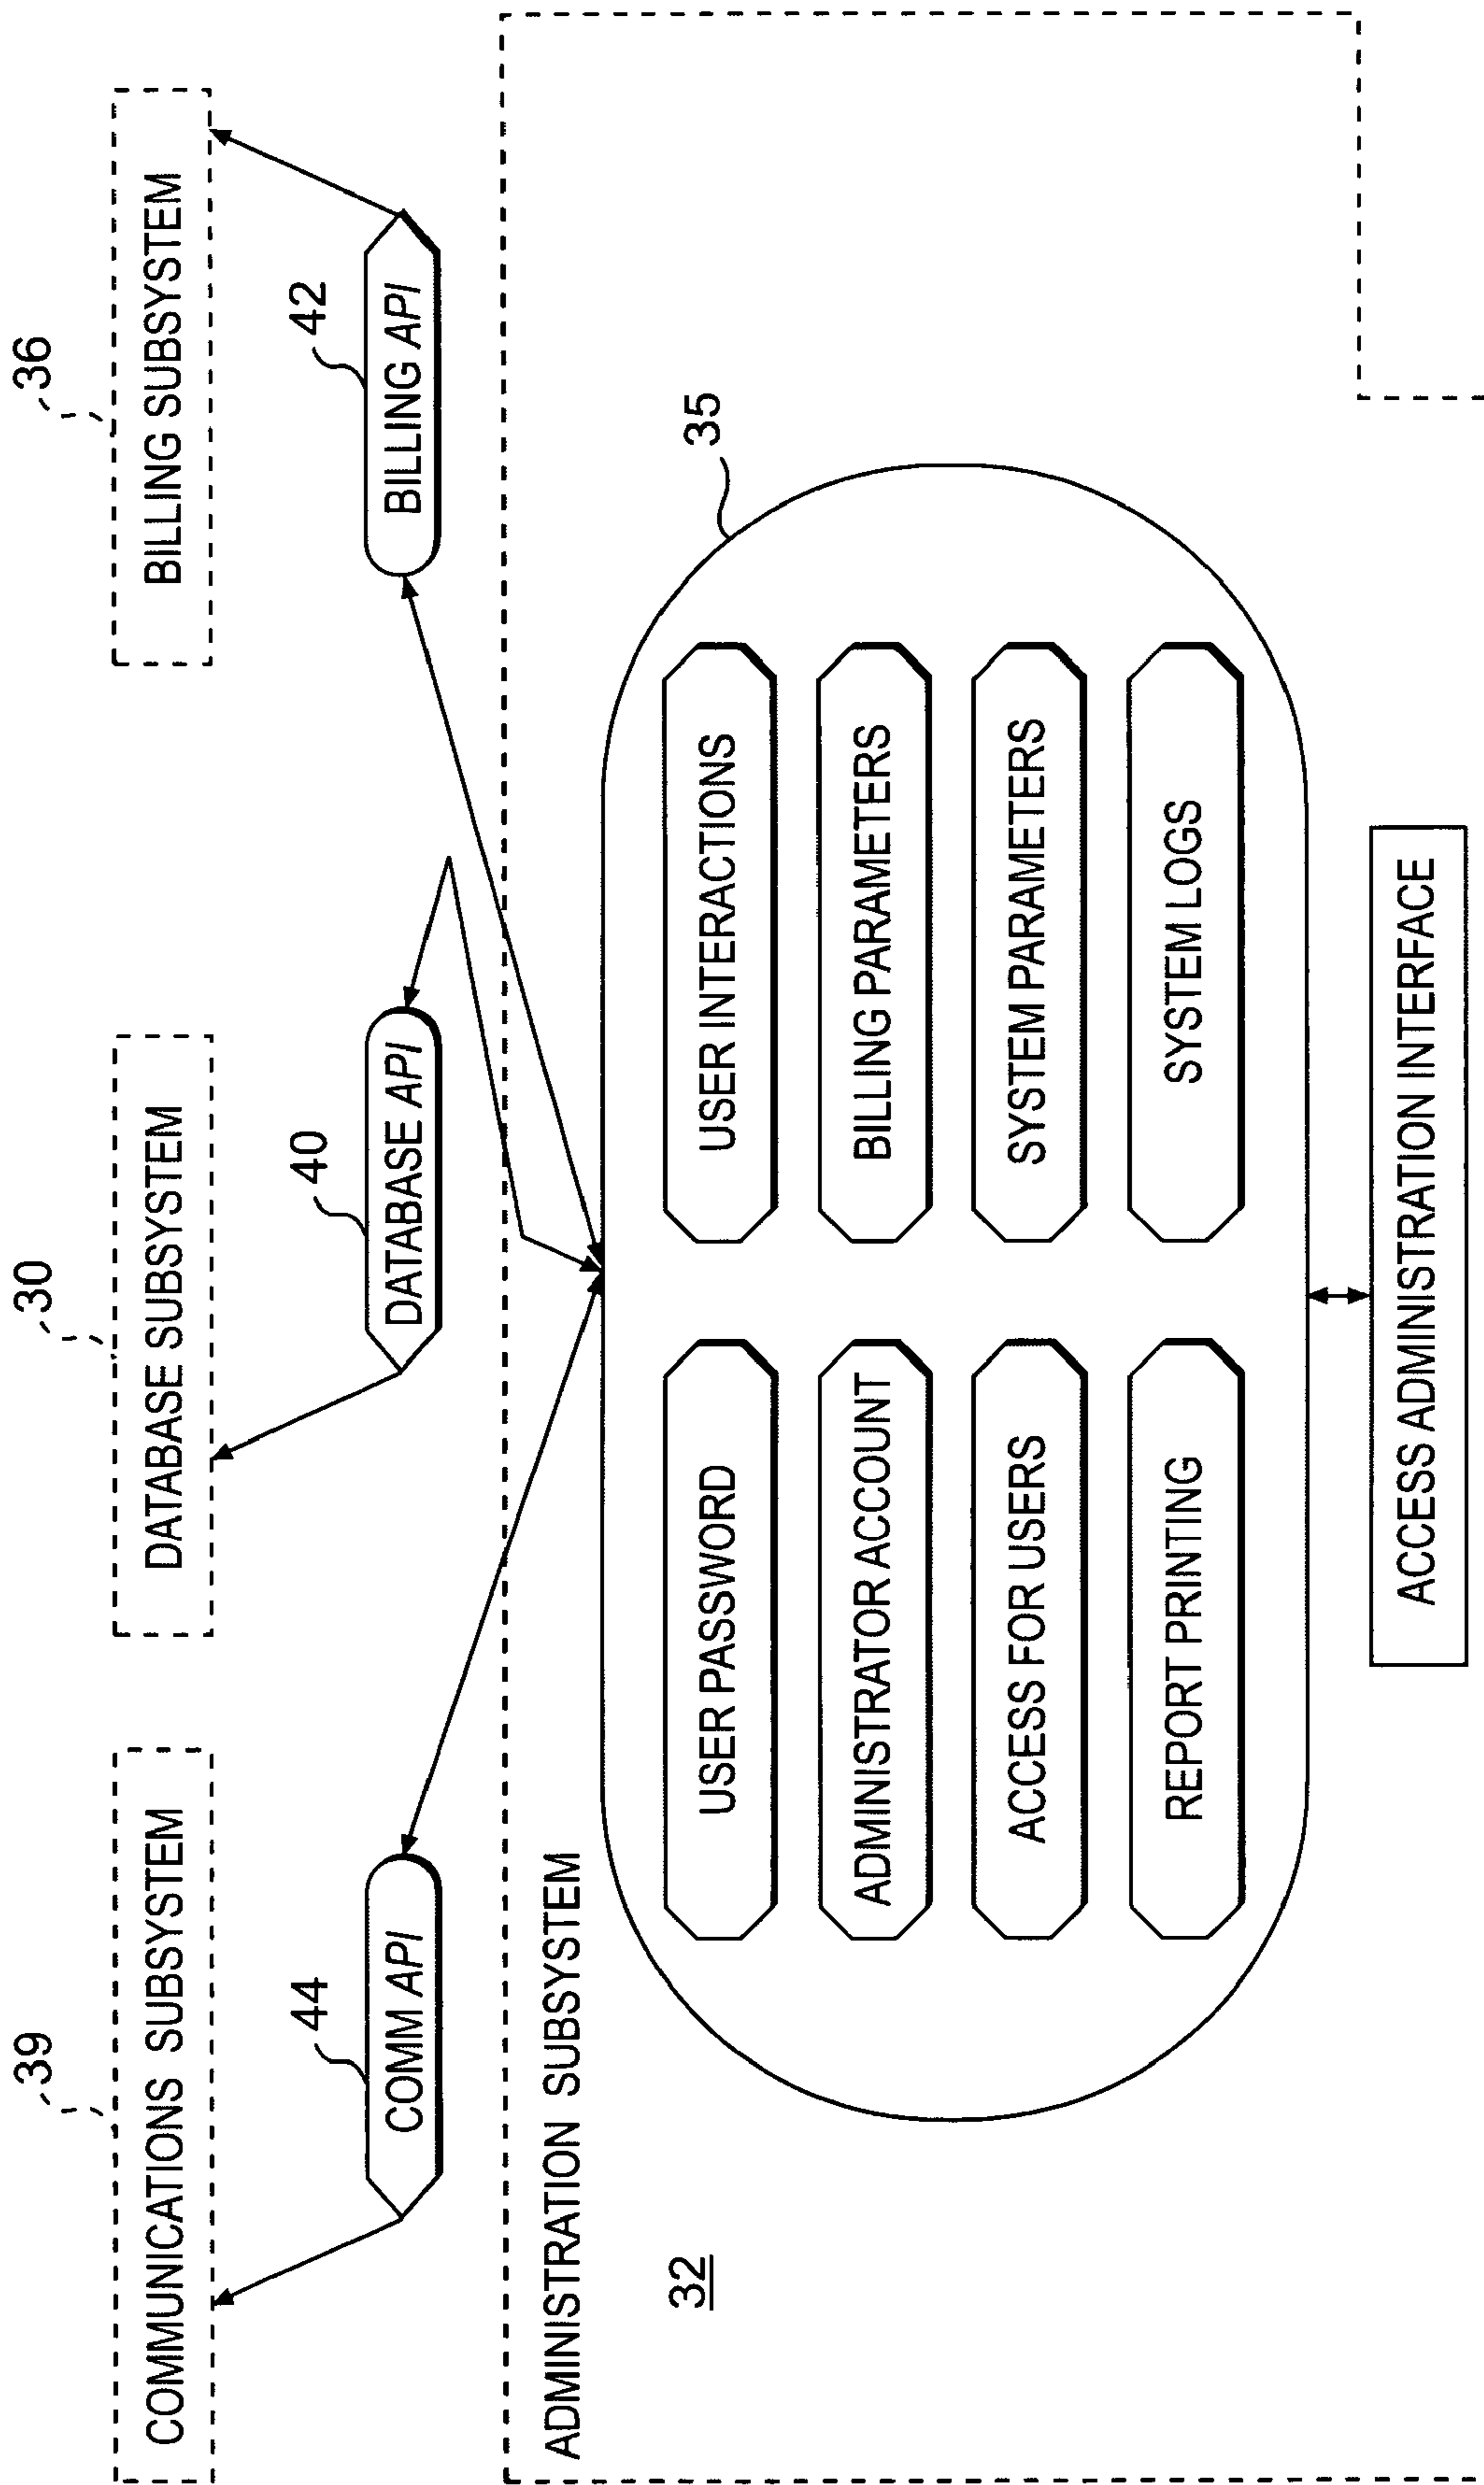 39
30
36
COMMUNICATIONS SUBSYSTEM
DATABASE SUBSYSTEM
BILLING SUBSYSTEM
44
40
42
COMM API
DATABASE API
BILLING API
ADMINISTRATION SUBSYSTEM
32
35
USER PASSWORD
USER INTERACTIONS
ADMINISTRATOR ACCOUNT
BILLING PARAMETERS
ACCESS FOR USERS
SYSTEM PARAMETERS
REPORT PRINTING
SYSTEM LOGS
ACCESS ADMINISTRATION INTERFACE